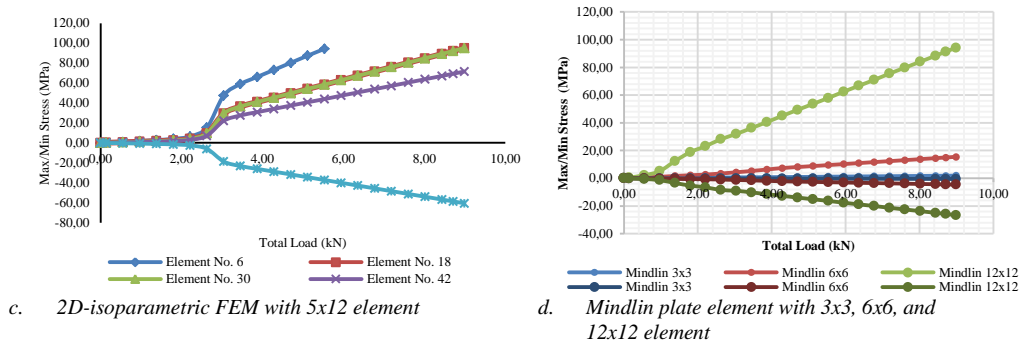 120,00
100,00
80,00
60,00
40,00
20,00
0,00
-20,00
-40,00
-60,00
-80,00
0,00 2,00 4,00 6,00 8,00 10,00
Max/Min Stress (MPa)
Total Load (kN)
Element No. 6 Element No. 18
Element No. 30 Element No. 42
c. 2D-isoparametric FEM with 5x12 element
120,00
100,00
80,00
60,00
40,00
20,00
0,00
-20,00
-40,00
0,00 2,00 4,00 6,00 8,00 10,00
Max/Min Stress (MPa)
Total Load (kN)
Mindlin 3x3 Mindlin 6x6 Mindlin 12x12
Mindlin 3x3 Mindlin 6x6 Mindlin 12x12
d. Mindlin plate element with 3x3, 6x6, and
12x12 element